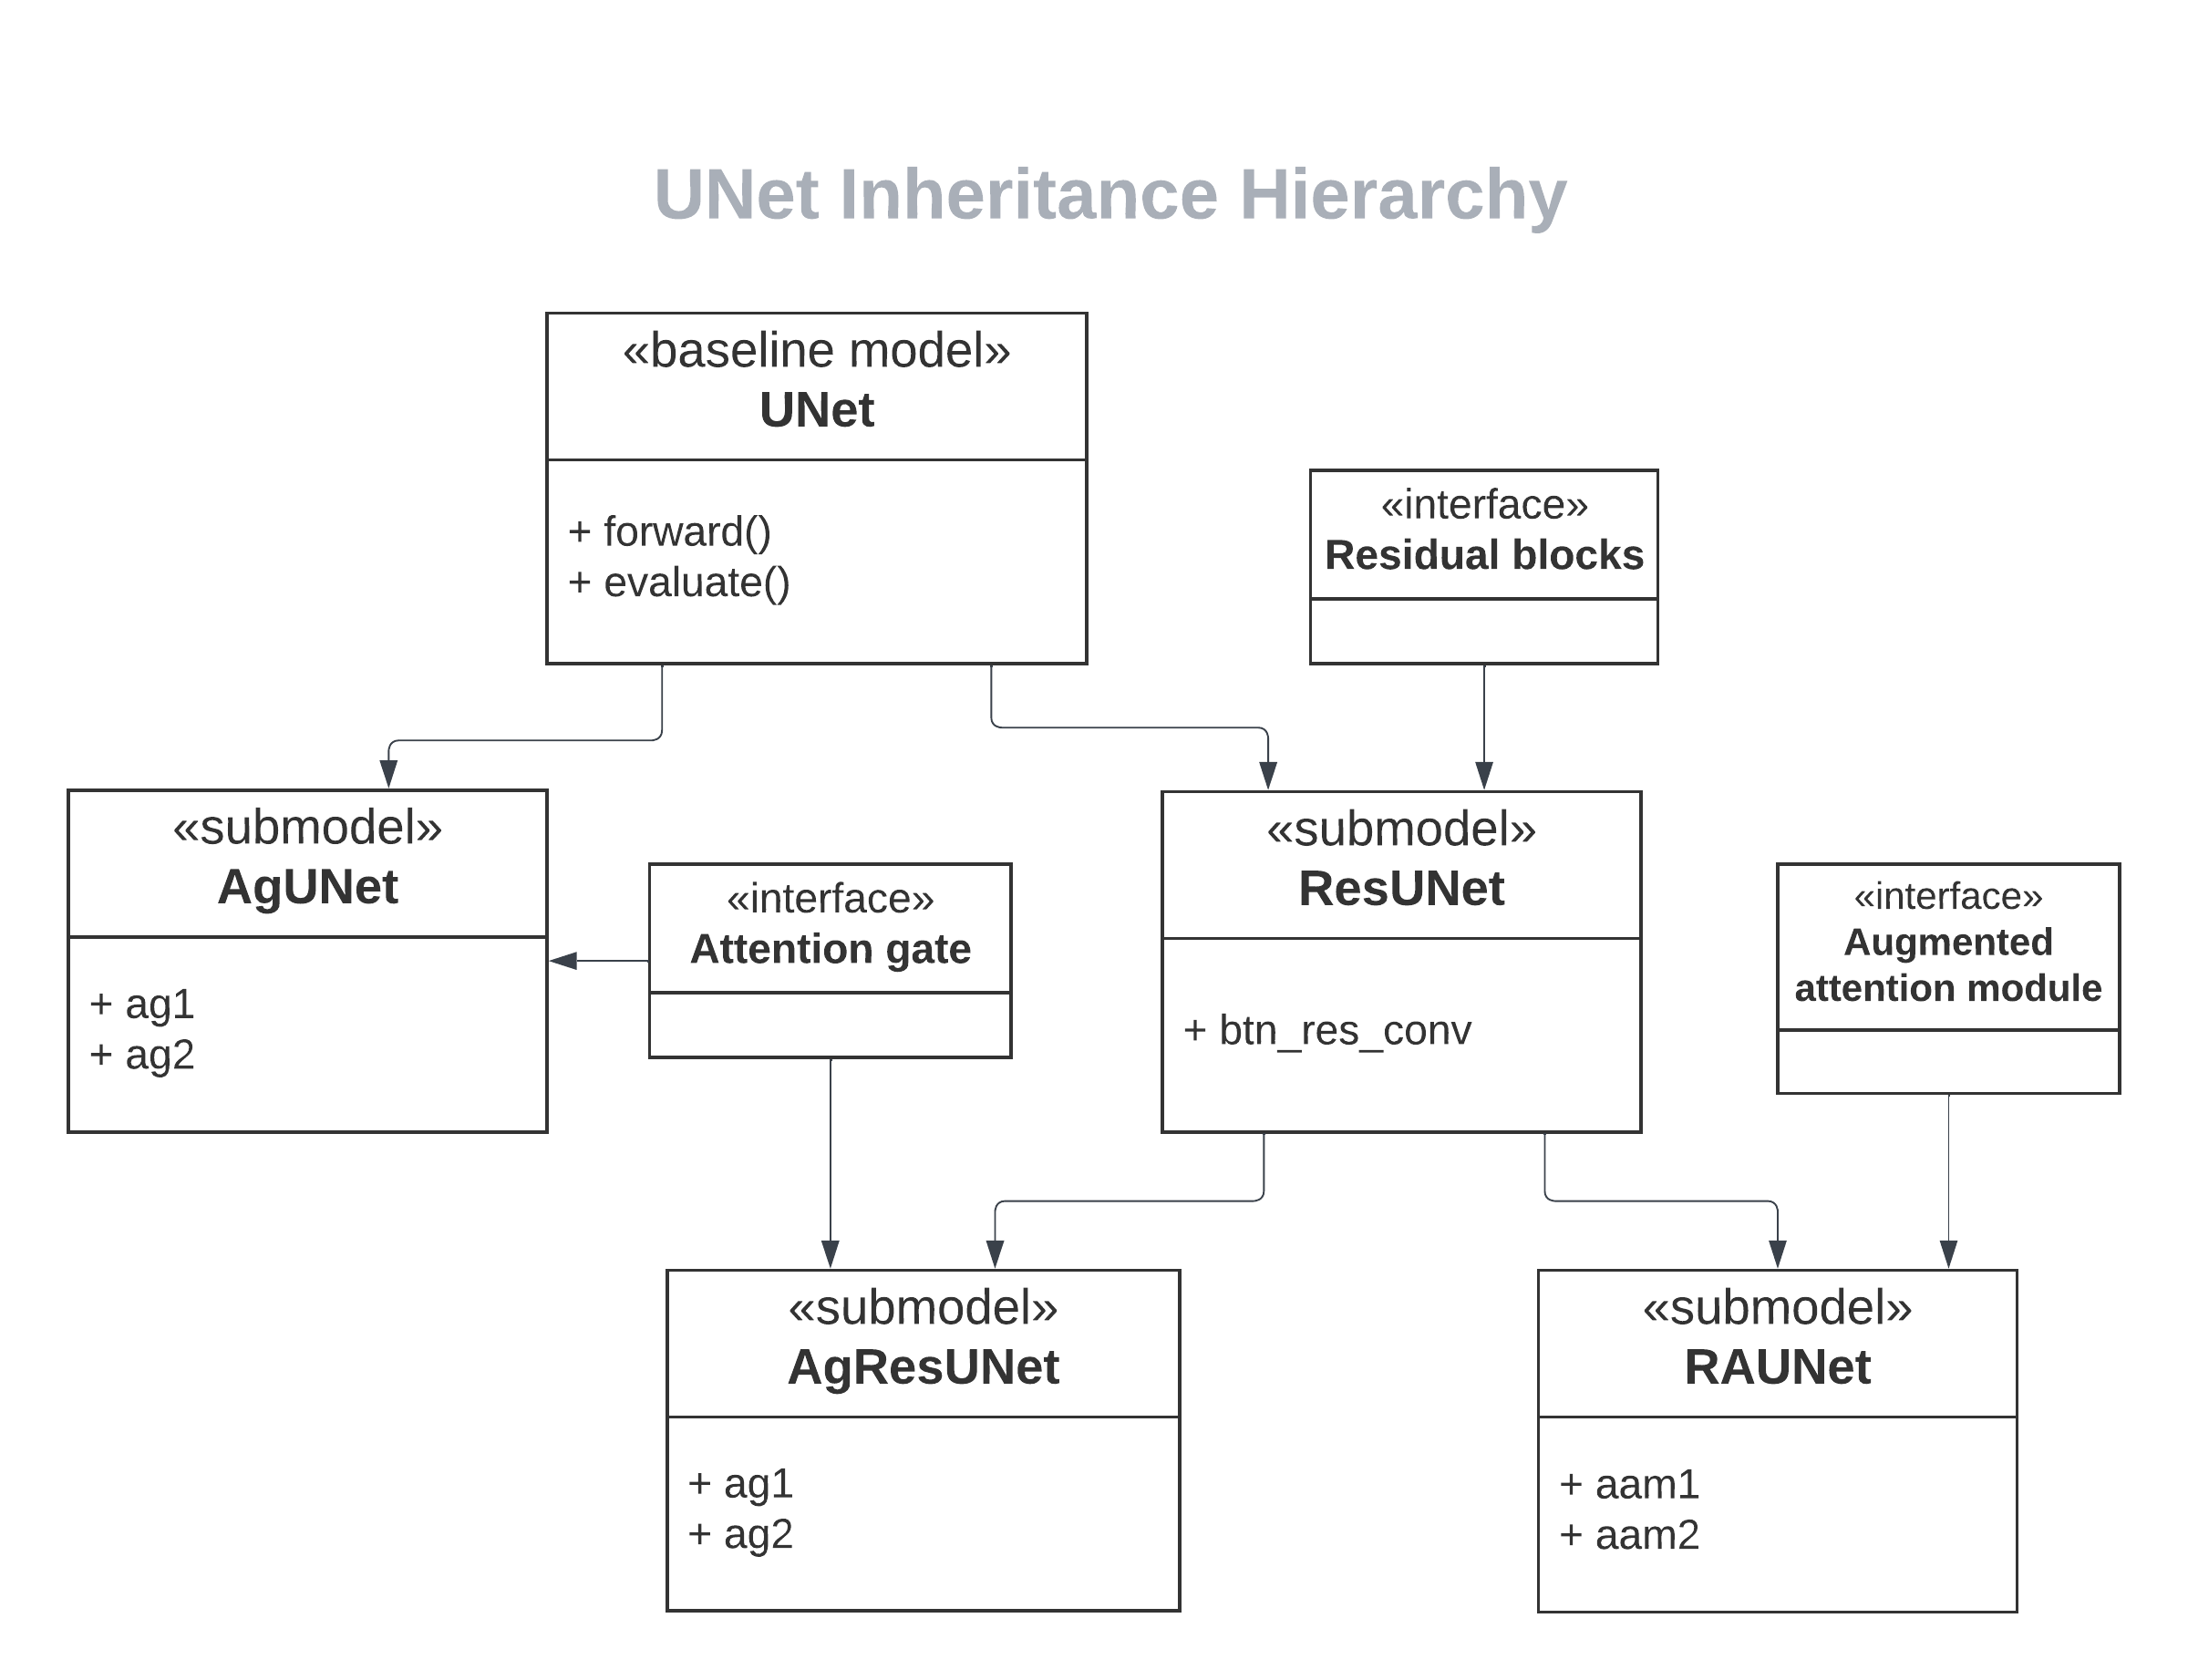 UNet Inheritance Hierarchy
«baseline model»
UNet
+ forward()
+ evaluate()
«interface»
Residual blocks
«submodel»
AgUNet
+ ag1
+ ag2
«interface»
Attention gate
«submodel»
ResUNet
+ btn_res_conv
«interface»
Augmented
attention module
«submodel»
AgResUNet
+ ag1
+ ag2
«submodel»
RAUNet
+ aam1
+ aam2